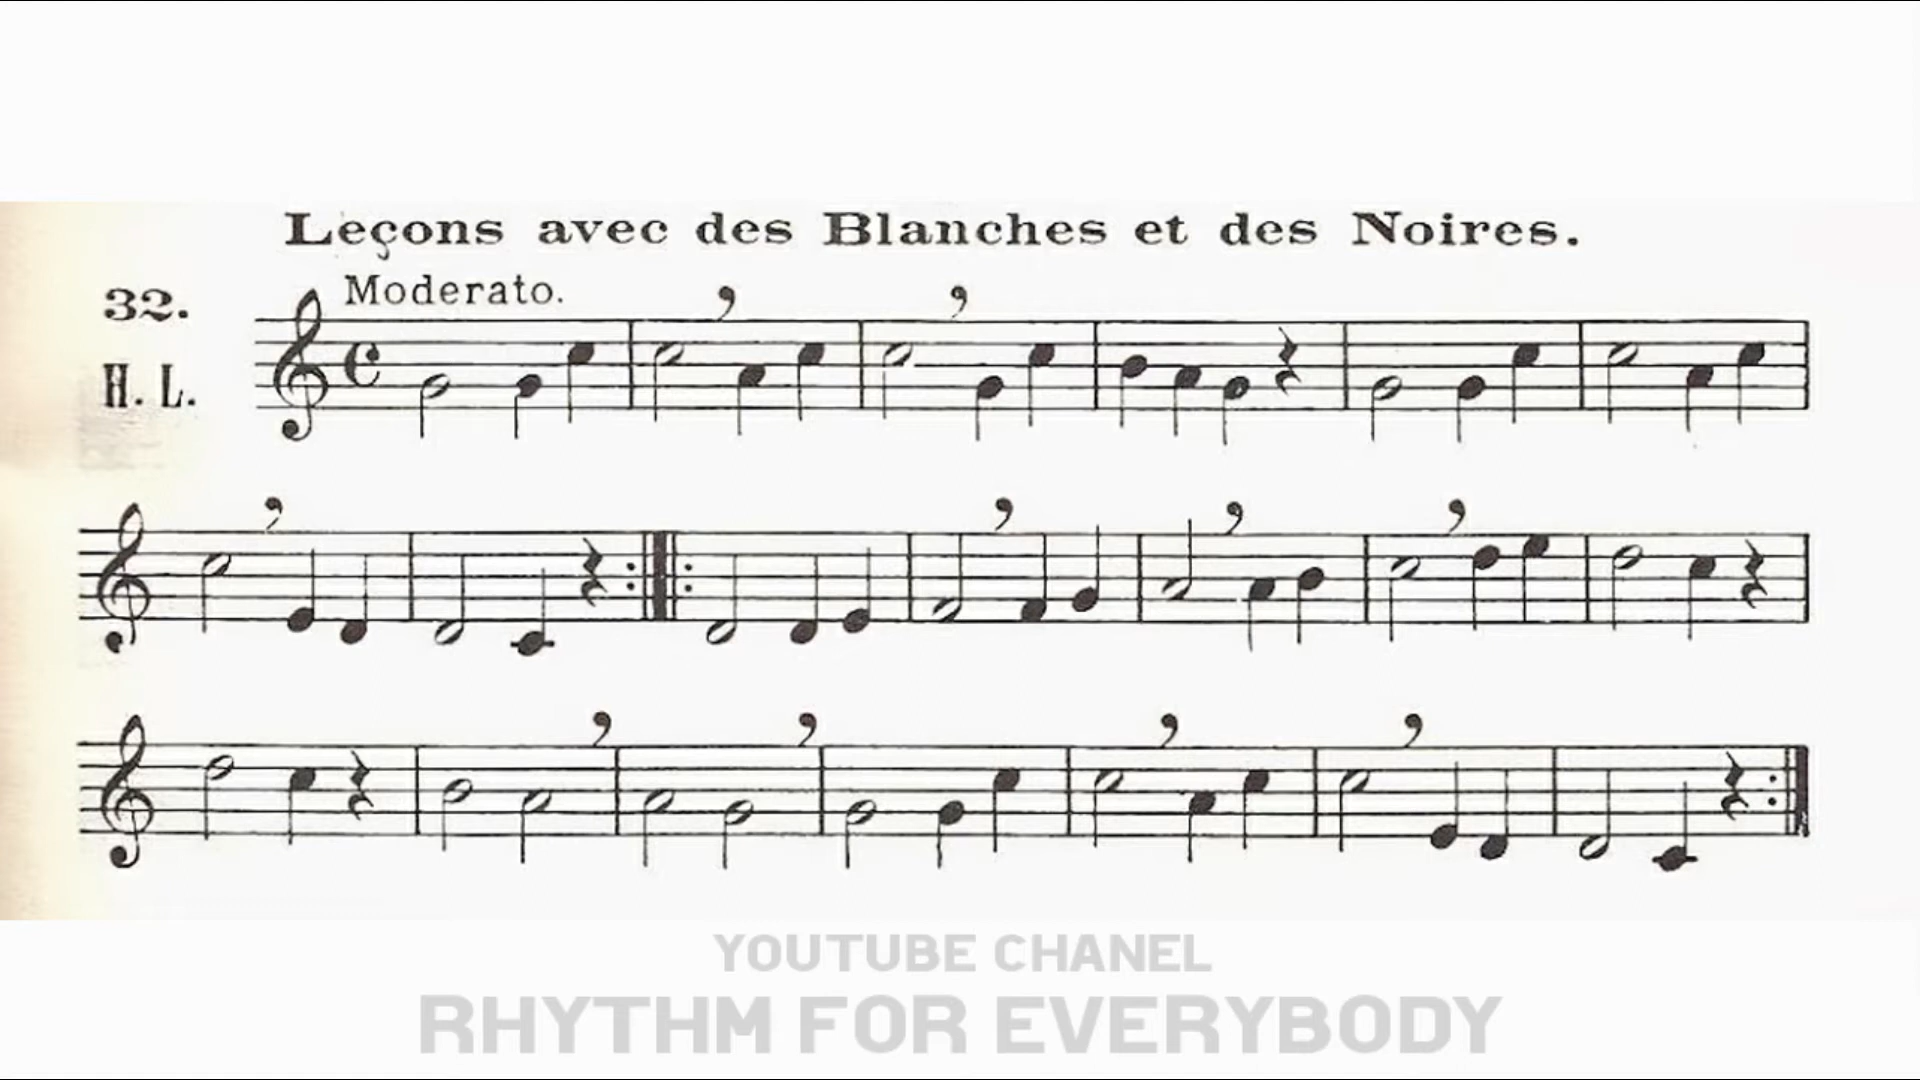 Leçons avec des Blanches et des Noires.
32.
Moderato.
H. L.
YOUTUBE CHANEL
RHYTHM FOR EVERYBODY